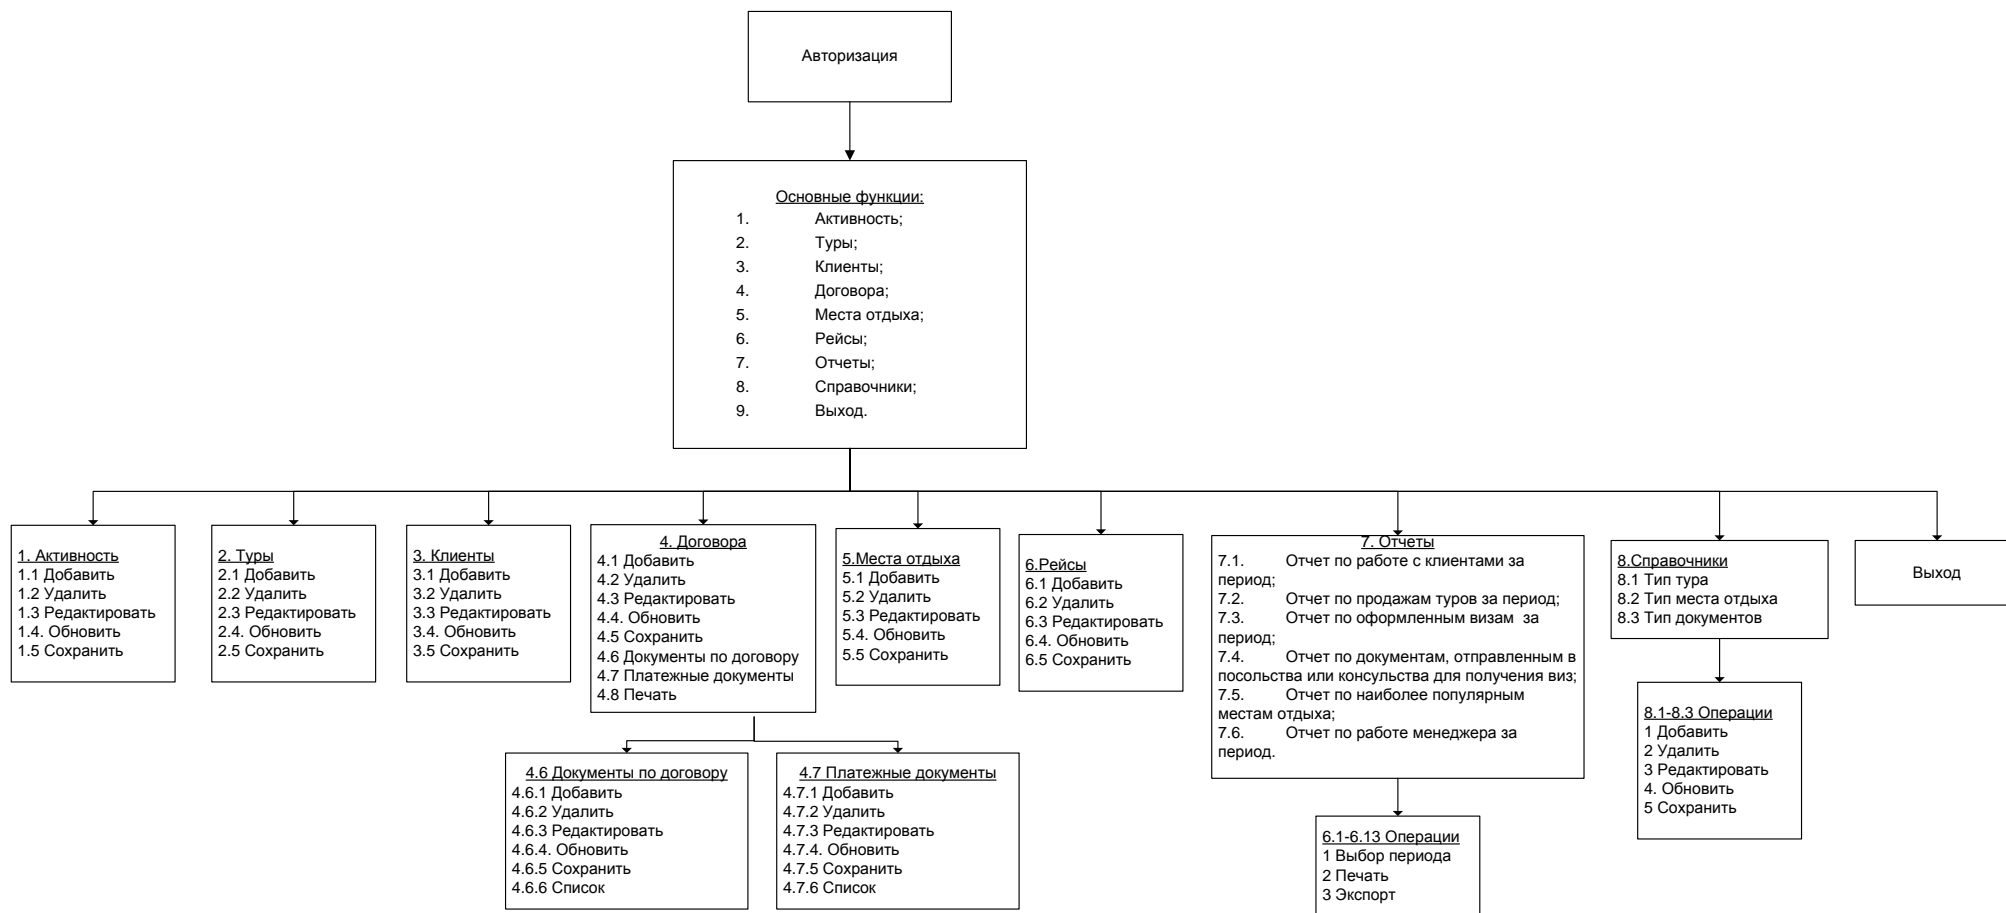 Авторизация
Основные функции:
1. Активность;
2. Туры;
3. Клиенты;
4. Договора;
5. Места отдыха;
6. Рейсы;
7. Отчеты;
8. Справочники;
9. Выход.
1. Активность
1.1 Добавить
1.2 Удалить
1.3 Редактировать
1.4. Обновить
1.5 Сохранить
2. Туры
2.1 Добавить
2.2 Удалить
2.3 Редактировать
2.4. Обновить
2.5 Сохранить
3. Клиенты
3.1 Добавить
3.2 Удалить
3.3 Редактировать
3.4. Обновить
3.5 Сохранить
4. Договора
4.1 Добавить
4.2 Удалить
4.3 Редактировать
4.4. Обновить
4.5 Сохранить
4.6 Документы по договору
4.7 Платежные документы
4.8 Печать
5.Места отдыха
5.1 Добавить
5.2 Удалить
5.3 Редактировать
5.4. Обновить
5.5 Сохранить
6.Рейсы
6.1 Добавить
6.2 Удалить
6.3 Редактировать
6.4. Обновить
6.5 Сохранить
7. Отчеты
7.1. Отчет по работе с клиентами за
период;
7.2. Отчет по продажам туров за период;
7.3. Отчет по оформленным визам за
период;
7.4. Отчет по документам, отправленным в
посольства или консульства для получения виз;
7.5. Отчет по наиболее популярным
местам отдыха;
7.6. Отчет по работе менеджера за
период.
8.Справочники
8.1 Тип тура
8.2 Тип места отдыха
8.3 Тип документов
Выход
4.6 Документы по договору
4.6.1 Добавить
4.6.2 Удалить
4.6.3 Редактировать
4.6.4. Обновить
4.6.5 Сохранить
4.6.6 Список
4.7 Платежные документы
4.7.1 Добавить
4.7.2 Удалить
4.7.3 Редактировать
4.7.4. Обновить
4.7.5 Сохранить
4.7.6 Список
6.1-6.13 Операции
1 Выбор периода
2 Печать
3 Экспорт
8.1-8.3 Операции
1 Добавить
2 Удалить
3 Редактировать
4. Обновить
5 Сохранить